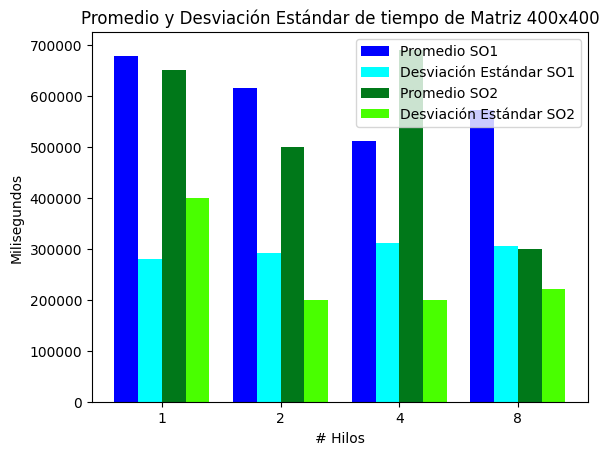 Promedio y Desviación Estándar de tiempo de Matriz 400x400
Promedio SO1
Desviación Estándar SO1
Promedio SO2
Desviación Estándar SO2
Milisegundos
700000
600000
500000
400000
300000
200000
100000
0
1 2 4 8
# Hilos